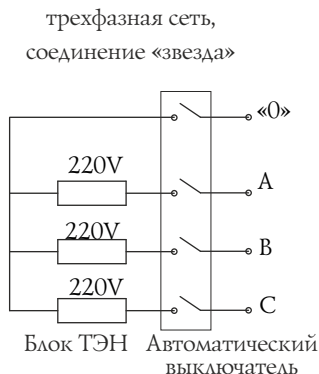 трехфазная сеть,
соединение «звезда»
«0»
220V
A
220V
B
220V
C
Блок ТЭН
Автоматический
выключатель